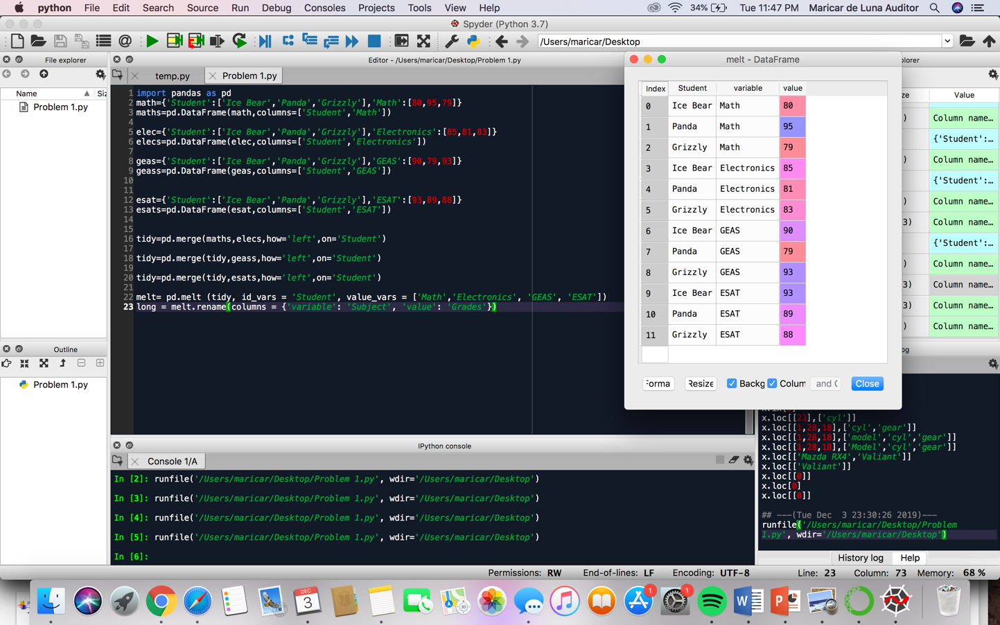 python File Edit Search Source Run Debug Consoles Projects Tools View Help 34% Tue 11:47 PM Maricar de Luna Auditor
Spyder (Python 3.7)
/Users/maricar/Desktop
File explorer
Name
Problem 1.py
Outline
Problem 1.py
Editor - /Users/maricar/Desktop/Problem 1.py
temp.py Problem 1.py
1 import pandas as pd
2 math={'Student':['Ice Bear','Panda','Grizzly'],'Math':[80,95,79]}
3 maths=pd.DataFrame(math,columns=['Student','Math'])
4
5 elec={'Student':['Ice Bear','Panda','Grizzly'],'Electronics':[85,81,83]}
6 elecs=pd.DataFrame(elec,columns=['Student','Electronics'])
7
8 geas={'Student':['Ice Bear','Panda','Grizzly'],'GEAS':[90,79,93]}
9 geass=pd.DataFrame(geas,columns=['Student','GEAS'])
10
11
12 esat={'Student':['Ice Bear','Panda','Grizzly'],'ESAT':[93,89,88]}
13 esats=pd.DataFrame(esat,columns=['Student','ESAT'])
14
15
16 tidy=pd.merge(maths,elecs,how='left',on='Student')
17
18 tidy=pd.merge(tidy,geass,how='left',on='Student')
19
20 tidy=pd.merge(tidy,esats,how='left',on='Student')
21
22 melt= pd.melt (tidy, id_vars = 'Student', value_vars = ['Math','Electronics', 'GEAS', 'ESAT'])
23 long = melt.rename(columns = {'variable': 'Subject', 'value': 'Grades'})
melt - DataFrame
Index Student variable value
0 Ice Bear Math 80
1 Panda Math 95
2 Grizzly Math 79
3 Ice Bear Electronics 85
4 Panda Electronics 81
5 Grizzly Electronics 83
6 Ice Bear GEAS 90
7 Panda GEAS 79
8 Grizzly GEAS 93
9 Ice Bear ESAT 93
10 Panda ESAT 89
11 Grizzly ESAT 88
Resize Backg Colum Close
Value
) Column name…
{'Student':…
) Column name…
{'Student':…
) Column name…
3) Column name…
{'Student':…
) Column name…
3) Column name…
3) Column name…
) Column name…
IPython console
Console 1/A
In [2]: runfile('/Users/maricar/Desktop/Problem 1.py', wdir='/Users/maricar/Desktop')
In [3]: runfile('/Users/maricar/Desktop/Problem 1.py', wdir='/Users/maricar/Desktop')
In [4]: runfile('/Users/maricar/Desktop/Problem 1.py', wdir='/Users/maricar/Desktop')
In [5]: runfile('/Users/maricar/Desktop/Problem 1.py', wdir='/Users/maricar/Desktop')
In [6]:
x.loc[[23],['cyl']]
x.loc[[1,28,18],['cyl','gear']]
x.loc[[1,28,18],['model','cyl','gear']]
x.loc[[1,28,18],['Model','cyl','gear']]
x.loc[['Mazda RX4','Valiant']]
x.loc[['Valiant']]
x.loc[[0]]
x.loc[0]
x.loc[[0]]
## ---(Tue Dec 3 23:30:26 2019)---
runfile('/Users/maricar/Desktop/Problem
1.py', wdir='/Users/maricar/Desktop')
History log Help
Permissions: RW End-of-lines: LF Encoding: UTF-8 Line: 23 Column: 73 Memory: 68 %
DEC
3
3D
1
1